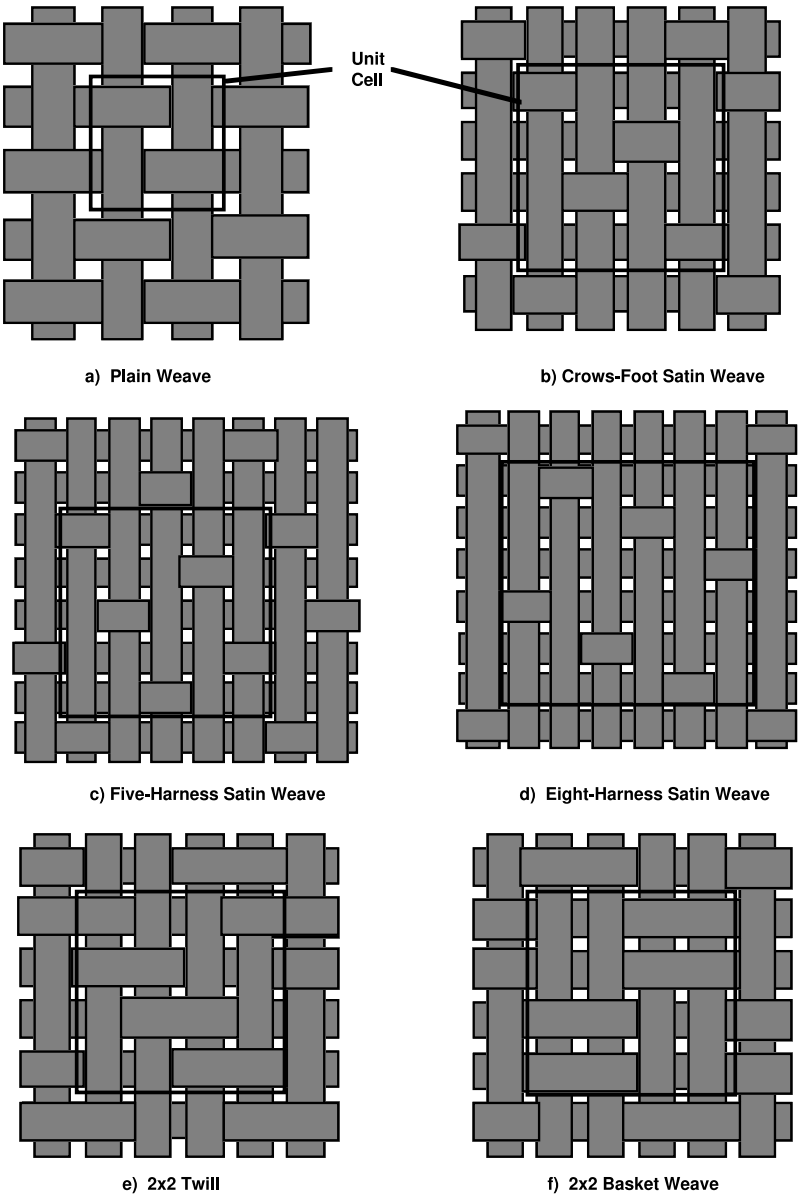 Unit
Cell
a) Plain Weave
b) Crows-Foot Satin Weave
c) Five-Harness Satin Weave
d) Eight-Harness Satin Weave
e) 2x2 Twill
f) 2x2 Basket Weave